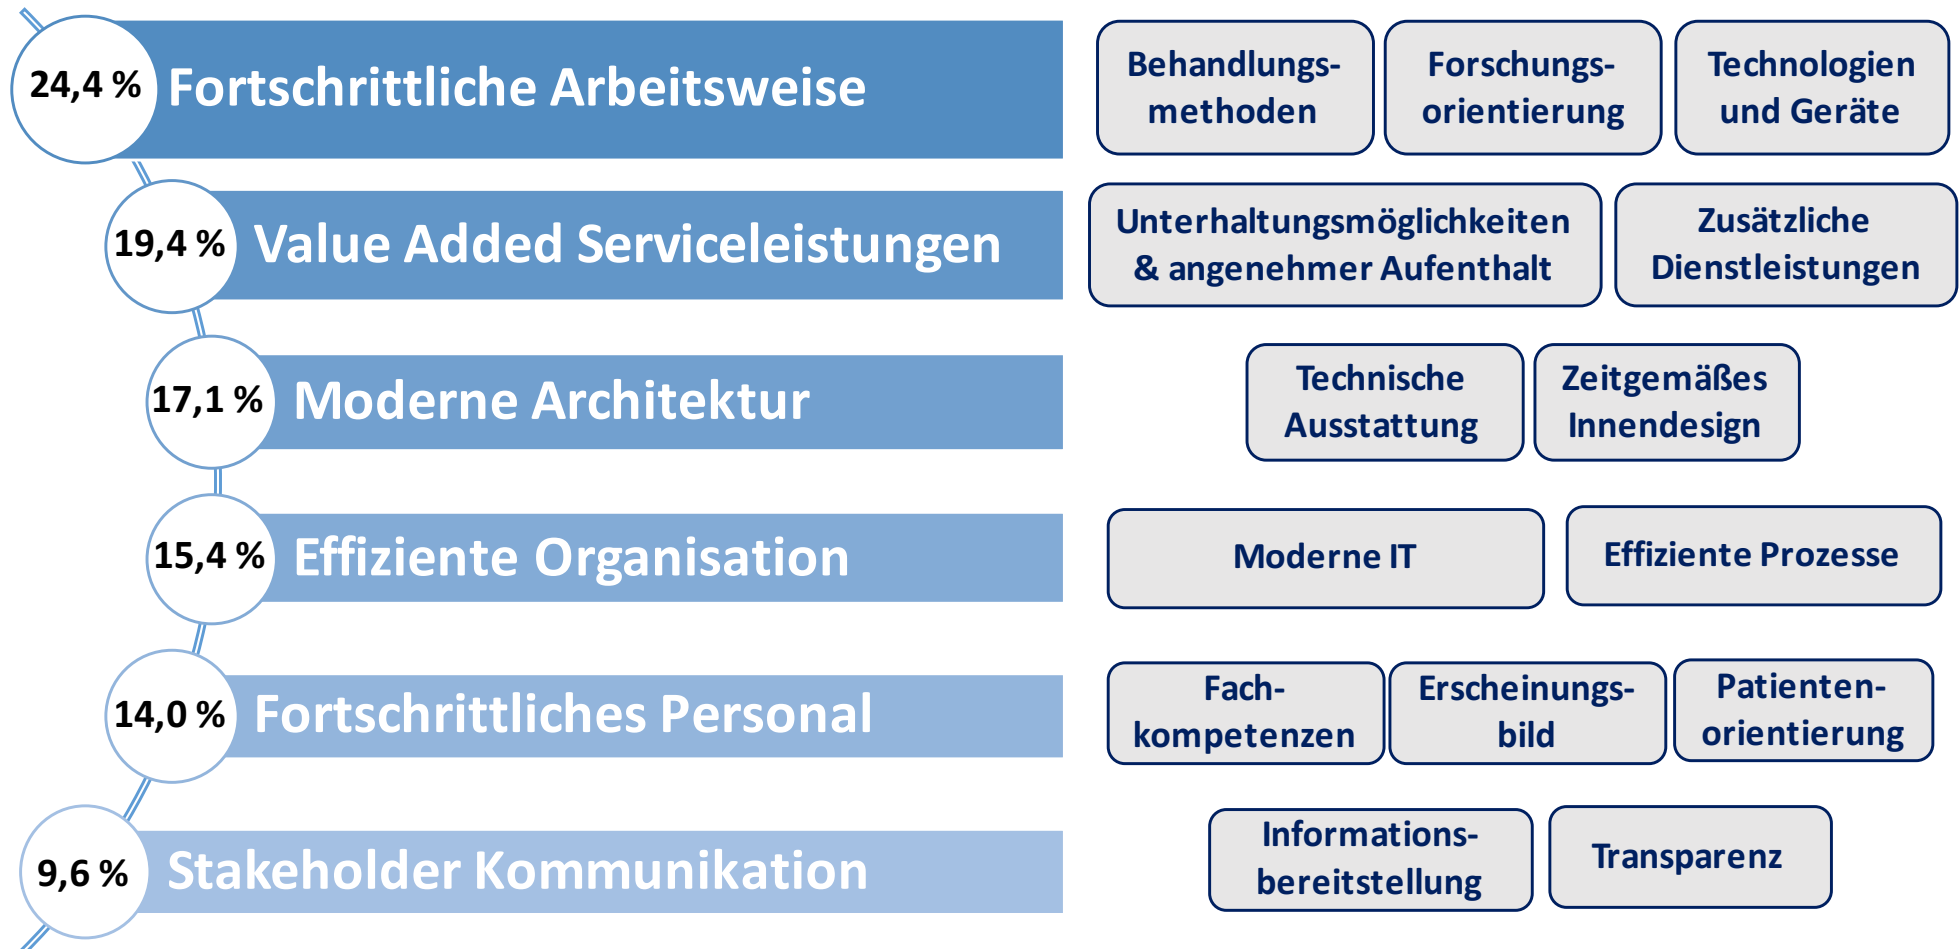 24,4 %
Fortschrittliche Arbeitsweise
Behandlungs-
methoden
Forschungs-
orientierung
Technologien
und Geräte
19,4 %
Value Added Serviceleistungen
Unterhaltungsmöglichkeiten
& angenehmer Aufenthalt
Zusätzliche
Dienstleistungen
17,1 %
Moderne Architektur
Technische
Ausstattung
Zeitgemäßes
Innendesign
15,4 %
Effiziente Organisation
Moderne IT
Effiziente Prozesse
14,0 %
Fortschrittliches Personal
Fach-
kompetenzen
Erscheinungs-
bild
Patienten-
orientierung
9,6 %
Stakeholder Kommunikation
Informations-
bereitstellung
Transparenz